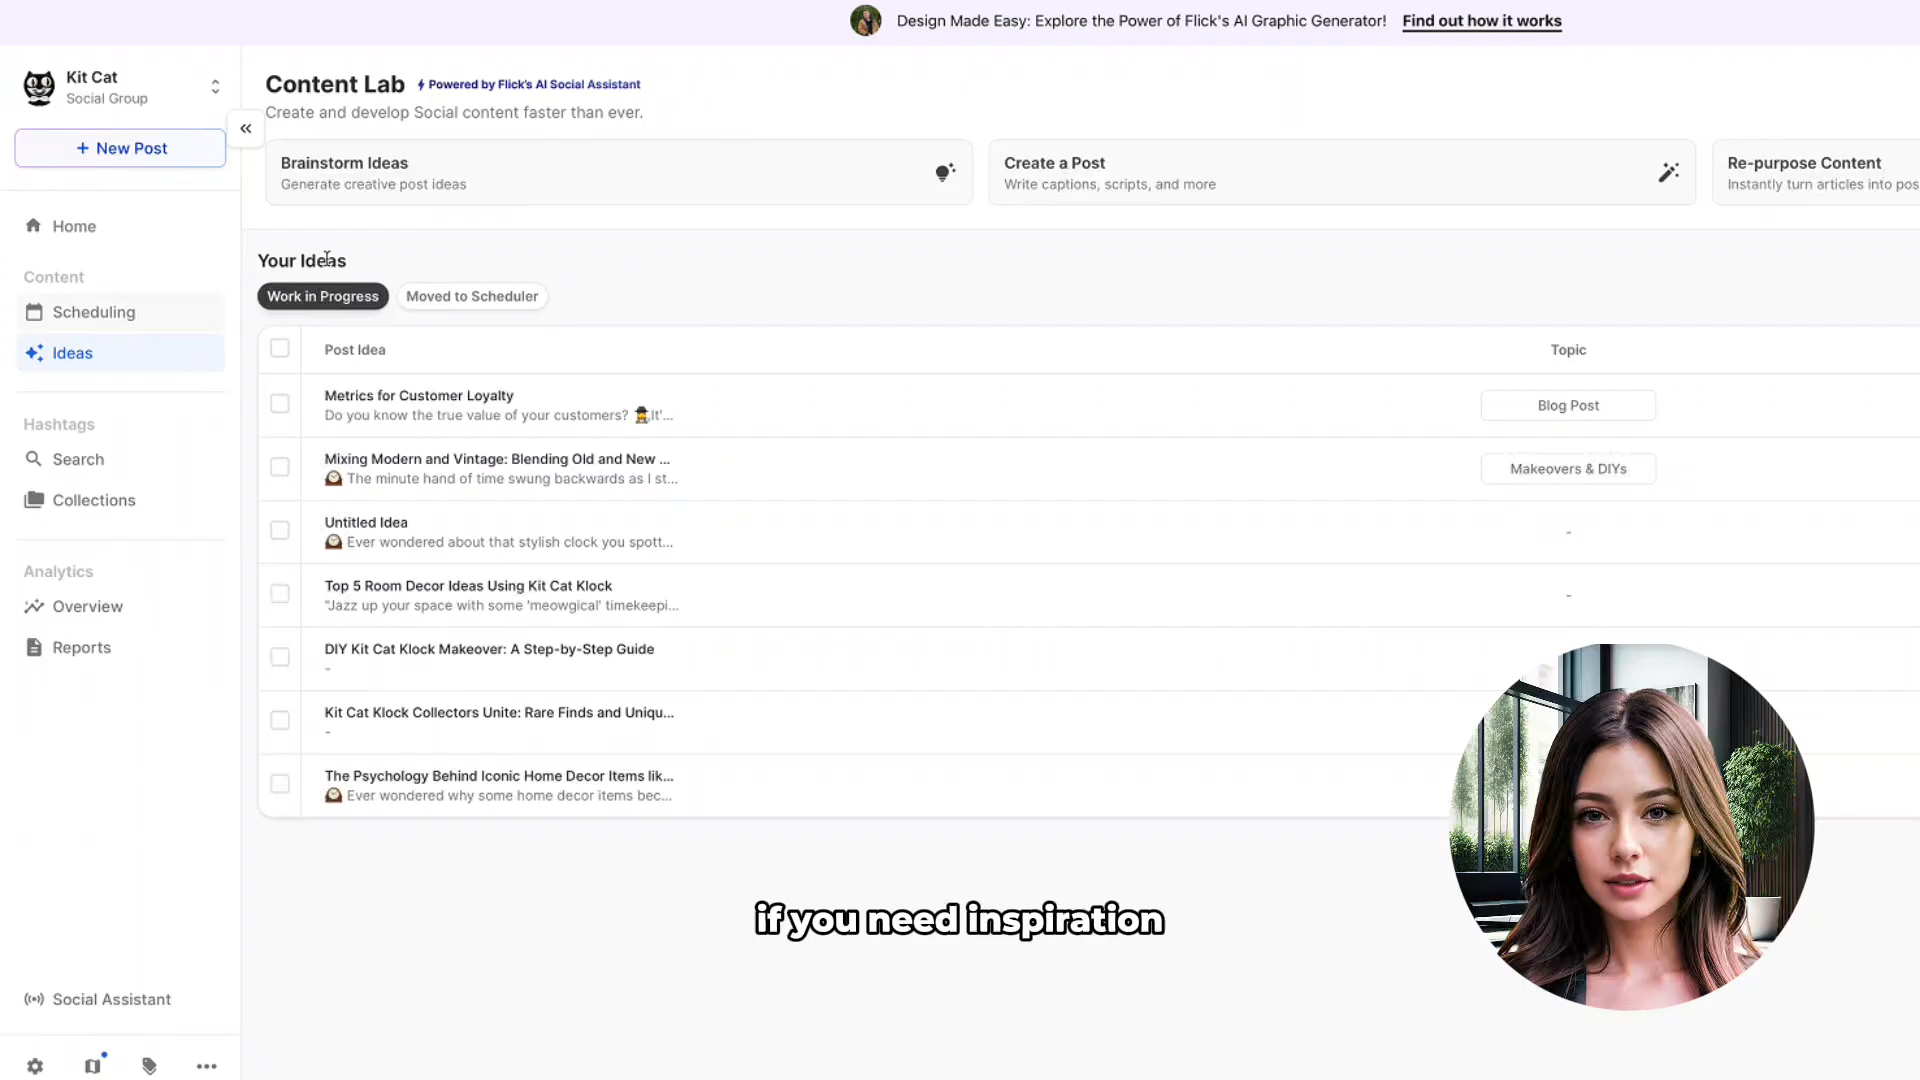 Design Made Easy: Explore the Power of Flick's AI Graphic Generator! Find out how it works
Kit Cat
Social Group
+ New Post
Home
Content
Scheduling
Ideas
Hashtags
Search
Collections
Analytics
Overview
Reports
Social Assistant
Content Lab
Powered by Flick's AI Social Assistant
Create and develop Social content faster than ever.
Brainstorm Ideas
Generate creative post ideas
Create a Post
Write captions, scripts, and more
Re-purpose Content
Instantly turn articles into pos
Your Ideas
Work in Progress
Moved to Scheduler
Post Idea
Topic
Metrics for Customer Loyalty
Do you know the true value of your customers? 🕵️It'...
Blog Post
Mixing Modern and Vintage: Blending Old and New ...
🕰️ The minute hand of time swung backwards as I st...
Makeovers & DIYs
Untitled Idea
🕰️ Ever wondered about that stylish clock you spott...
-
Top 5 Room Decor Ideas Using Kit Cat Klock
"Jazz up your space with some 'meowgical' timekeepi...
-
DIY Kit Cat Klock Makeover: A Step-by-Step Guide
-
Kit Cat Klock Collectors Unite: Rare Finds and Uniqu...
-
The Psychology Behind Iconic Home Decor Items lik...
🕰️ Ever wondered why some home decor items bec...
if you need inspiration